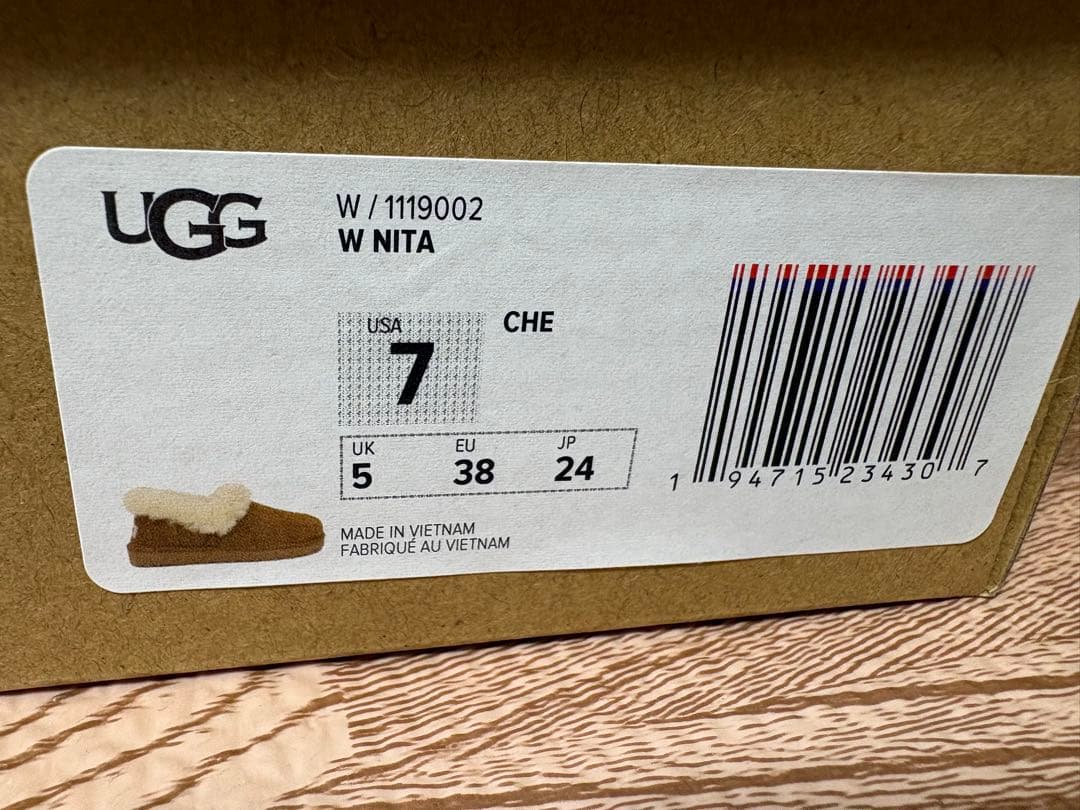 UGG
W / 1119002
W NITA
USA
7
CHE
UK EU JP
5 38 24
1 94715 23430 7
MADE IN VIETNAM
FABRIQUÉ AU VIETNAM